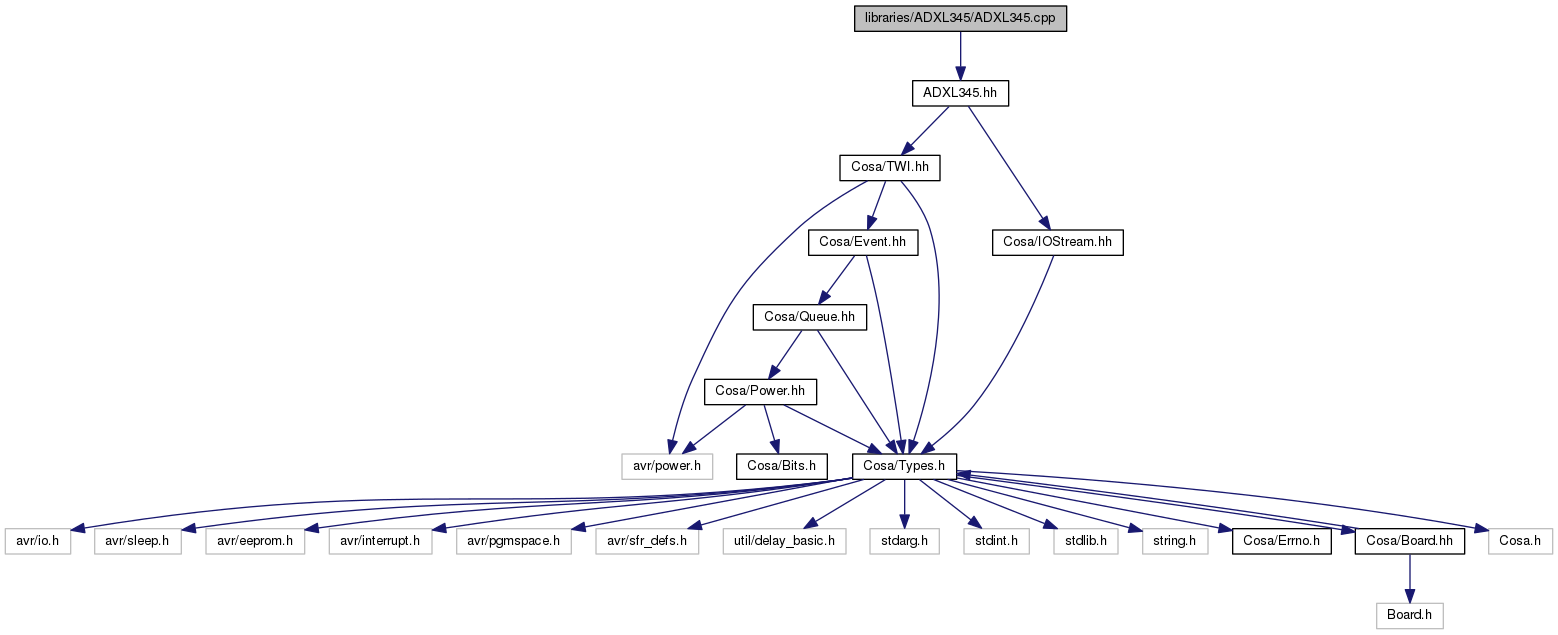 libraries/ADXL345/ADXL345.cpp
ADXL345.hh
Cosa/TWI.hh
Cosa/Event.hh
Cosa/IOStream.hh
Cosa/Queue.hh
Cosa/Power.hh
avr/power.h
Cosa/Bits.h
Cosa/Types.h
avr/io.h
avr/sleep.h
avr/eeprom.h
avr/interrupt.h
avr/pgmspace.h
avr/sfr_defs.h
util/delay_basic.h
stdarg.h
stdint.h
stdlib.h
string.h
Cosa/Errno.h
Cosa/Board.hh
Cosa.h
Board.h